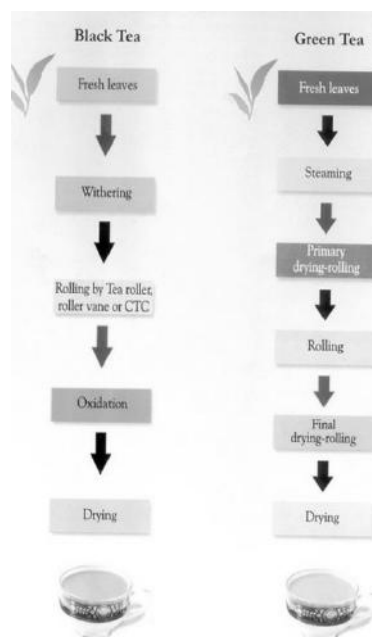 Black Tea
Fresh leaves
Withering
Rolling by Tea roller,
roller vane or CTC
Oxidation
Drying
Green Tea
Fresh leaves
Steaming
Primary
drying-rolling
Rolling
Final
drying-rolling
Drying